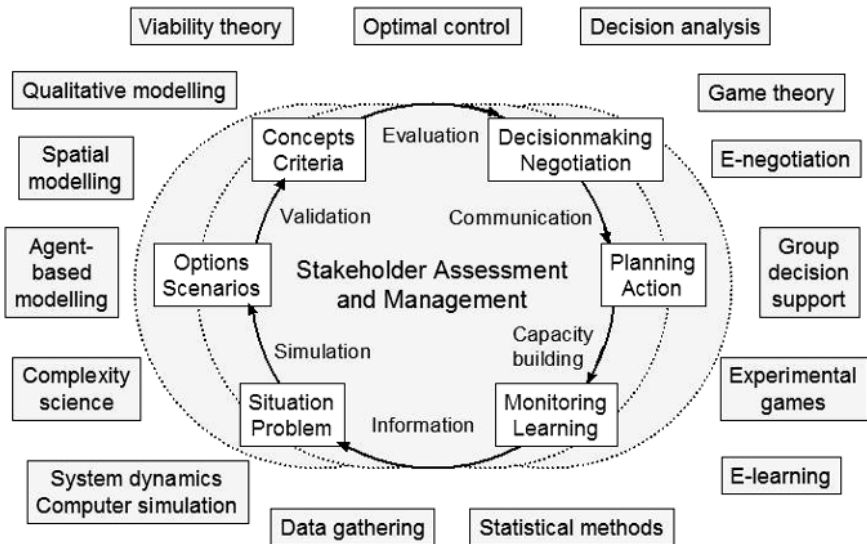 Viability theory
Optimal control
Decision analysis
Qualitative modelling
Game theory
Concepts
Criteria
Evaluation
Decisionmaking
Negotiation
Spatial
modelling
E-negotiation
Validation
Communication
Agent-
based
modelling
Options
Scenarios
Stakeholder Assessment
and Management
Planning
Action
Group
decision
support
Simulation
Capacity
building
Complexity
science
Situation
Problem
Information
Monitoring
Learning
Experimental
games
System dynamics
Computer simulation
E-learning
Data gathering
Statistical methods